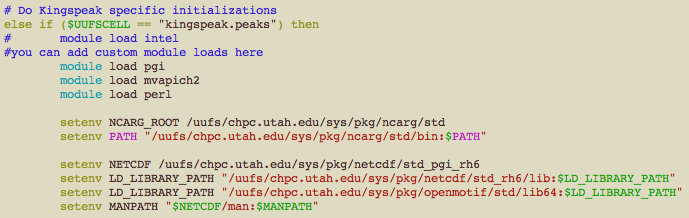 # Do Kingspeak specific initializations
else if ($UUFSCELL == "kingspeak.peaks") then
#       module load intel
#you can add custom module loads here
        module load pgi
        module load mvapich2
        module load perl

        setenv NCARG_ROOT /uufs/chpc.utah.edu/sys/pkg/ncarg/std
        setenv PATH "/uufs/chpc.utah.edu/sys/pkg/ncarg/std/bin:$PATH"

        setenv NETCDF /uufs/chpc.utah.edu/sys/pkg/netcdf/std_pgi_rh6
        setenv LD_LIBRARY_PATH "/uufs/chpc.utah.edu/sys/pkg/netcdf/std_rh6/lib:$LD_LIBRARY_PATH"
        setenv LD_LIBRARY_PATH "/uufs/chpc.utah.edu/sys/pkg/openmotif/std/lib64:$LD_LIBRARY_PATH"
        setenv MANPATH "$NETCDF/man:$MANPATH"